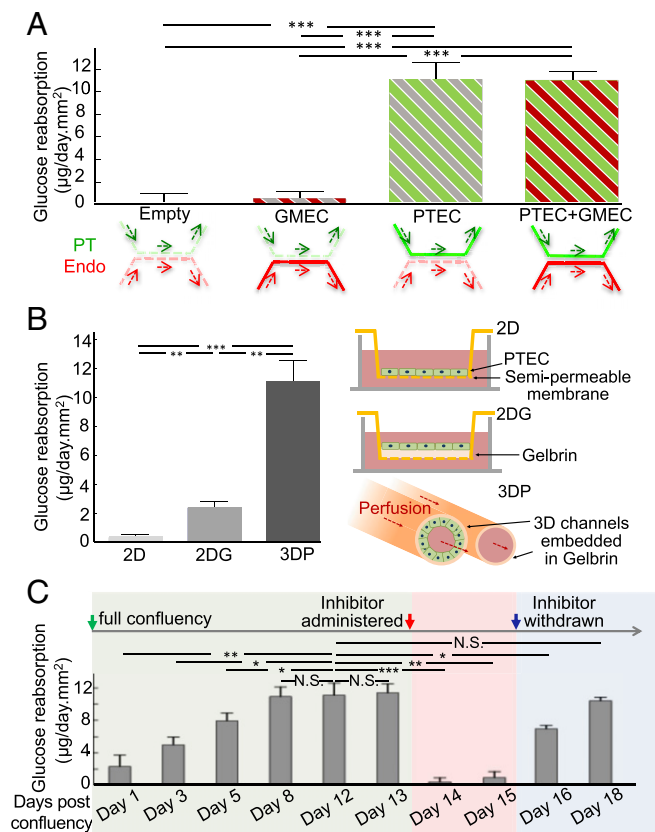 A
***
***
***
***
Glucose reabsorption
(µg/day.mm²)
12
10
8
6
4
2
0
Empty
GMEC
PTEC
PTEC+GMEC
PT
Endo
B
***
**
**
Glucose reabsorption
(µg/day.mm²)
14
12
10
8
6
4
2
0
2D
2DG
3DP
2D
PTEC
Semi-permeable
membrane
2DG
Gelbrin
3DP
Perfusion
3D channels
embedded
in Gelbrin
C
full confluency
Inhibitor
administered
Inhibitor
withdrawn
N.S.
**
*
*
**
*
*** 
N.S.
N.S.
Glucose reabsorption
(µg/day.mm²)
12
8
4
0
Days post
confluency
Day 1
Day 3
Day 5
Day 8
Day 12
Day 13
Day 14
Day 15
Day 16
Day 18